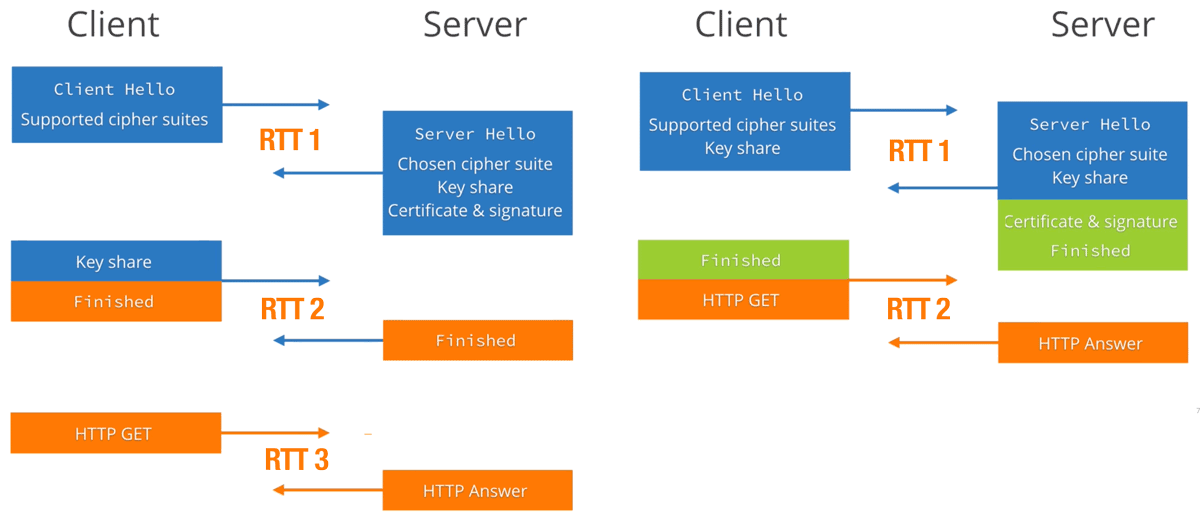 Client
Server
Client Hello
Supported cipher suites
RTT 1
Server Hello
Chosen cipher suite
Key share
Certificate & signature
Key share
Finished
RTT 2
Finished
HTTP GET
RTT 3
HTTP Answer
Client
Server
Client Hello
Supported cipher suites
Key share
RTT 1
Server Hello
Chosen cipher suite
Key share
Certificate & signature
Finished
Finished
HTTP GET
RTT 2
HTTP Answer
7